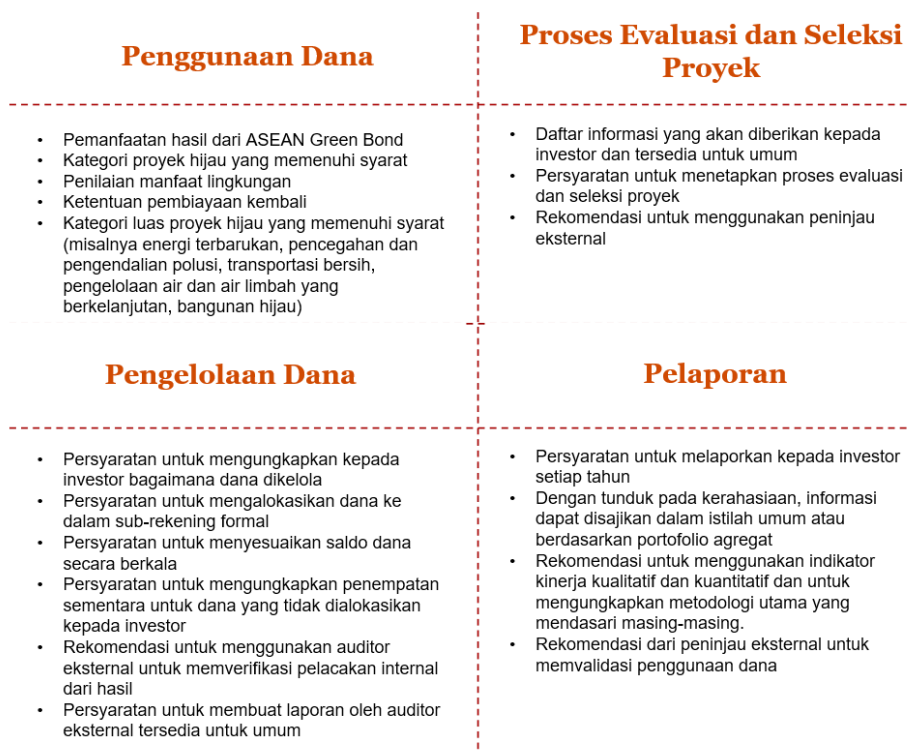 Penggunaan Dana
• Pemanfaatan hasil dari ASEAN Green Bond
• Kategori proyek hijau yang memenuhi syarat
• Penilaian manfaat lingkungan
• Ketentuan pembiayaan kembali
• Kategori luas proyek hijau yang memenuhi syarat
(misalnya energi terbarukan, pencegahan dan
pengendalian polusi, transportasi bersih,
pengelolaan air dan air limbah yang
berkelanjutan, bangunan hijau)
Proses Evaluasi dan Seleksi
Proyek
• Daftar informasi yang akan diberikan kepada
investor dan tersedia untuk umum
• Persyaratan untuk menetapkan proses evaluasi
dan seleksi proyek
• Rekomendasi untuk menggunakan peninjau
eksternal
Pengelolaan Dana
• Persyaratan untuk mengungkapkan kepada
investor bagaimana dana dikelola
• Persyaratan untuk mengalokasikan dana ke
dalam sub-rekening formal
• Persyaratan untuk menyesuaikan saldo dana
secara berkala
• Persyaratan untuk mengungkapkan penempatan
sementara untuk dana yang tidak dialokasikan
kepada investor
• Rekomendasi untuk menggunakan auditor
eksternal untuk memverifikasi pelacakan internal
dari hasil
• Persyaratan untuk membuat laporan oleh auditor
eksternal tersedia untuk umum
Pelaporan
• Persyaratan untuk melaporkan kepada investor
setiap tahun
• Dengan tunduk pada kerahasiaan, informasi
dapat disajikan dalam istilah umum atau
berdasarkan portofolio agregat
• Rekomendasi untuk menggunakan indikator
kinerja kualitatif dan kuantitatif dan untuk
mengungkapkan metodologi utama yang
mendasari masing-masing.
• Rekomendasi dari peninjau eksternal untuk
memvalidasi penggunaan dana